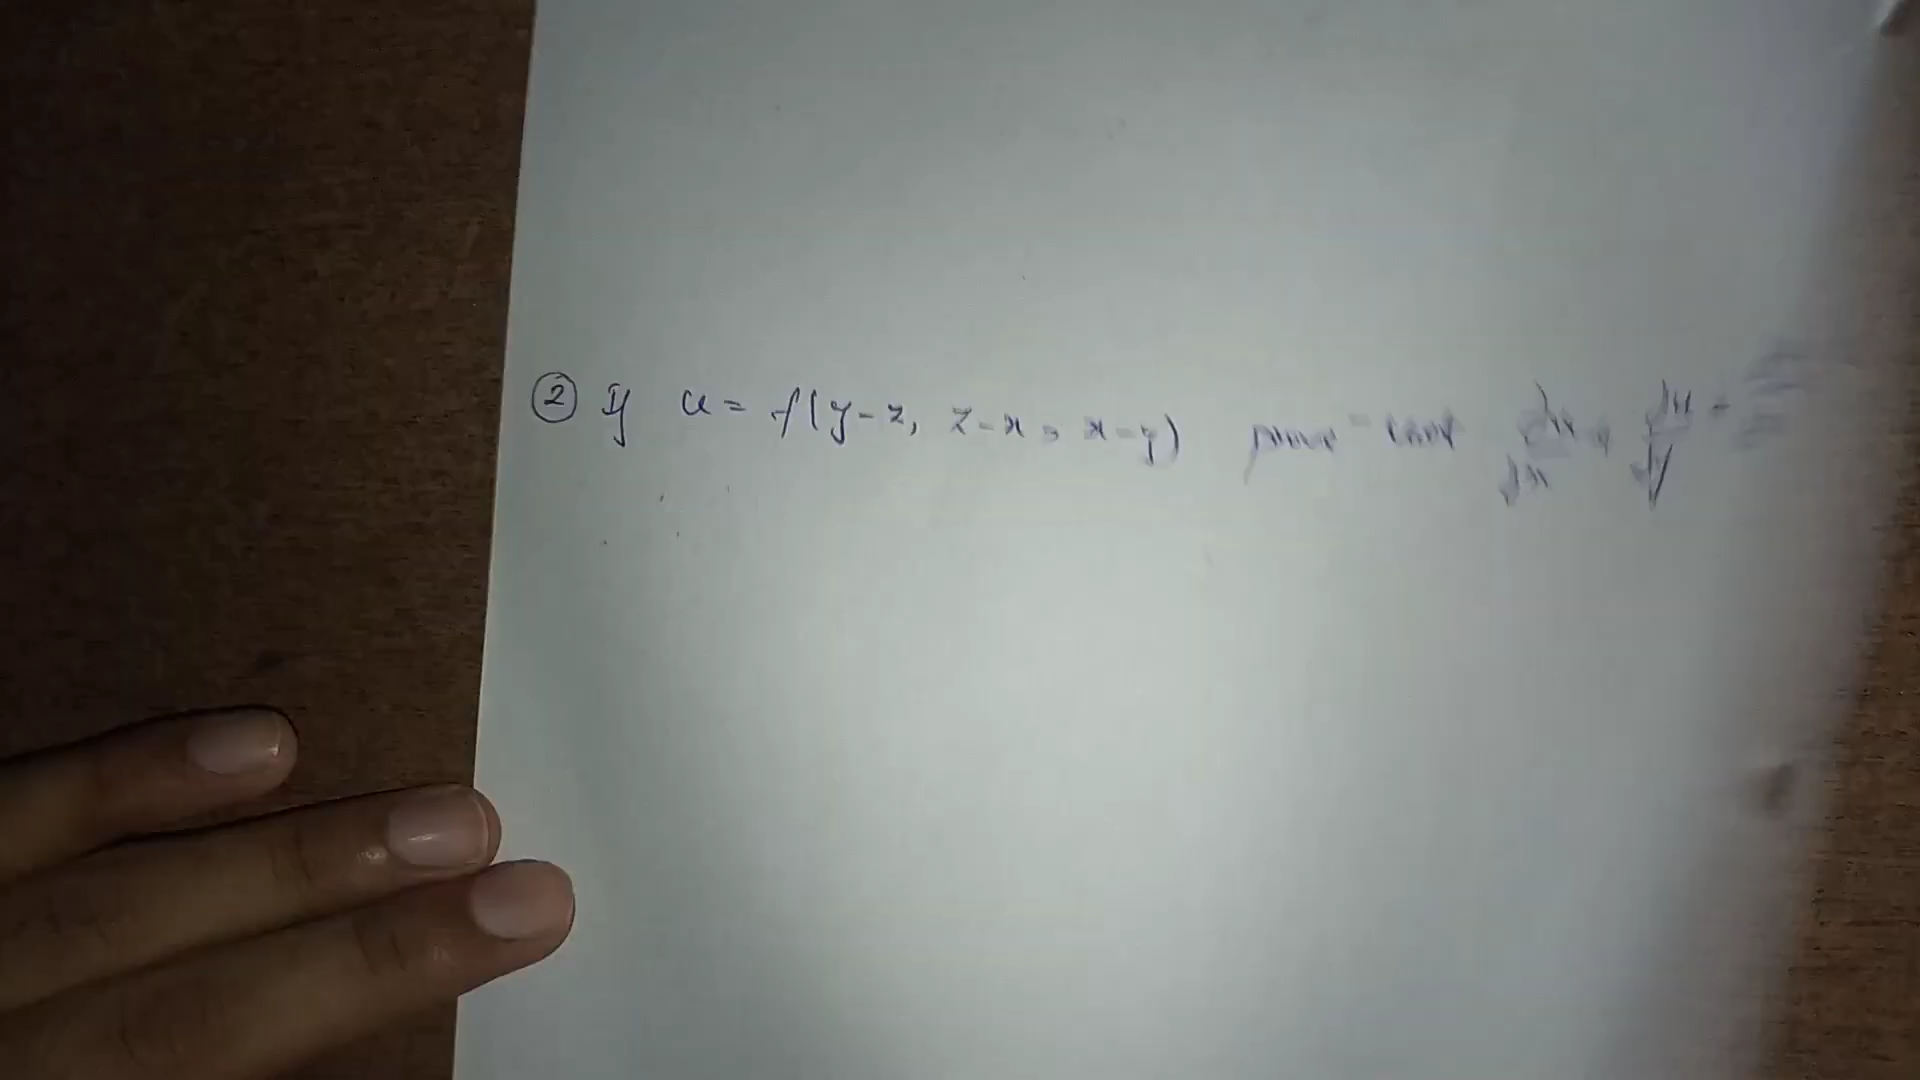 ② If u = f(y-z, z-x, x-y) prove that ∂u/∂x + ∂u/∂y +